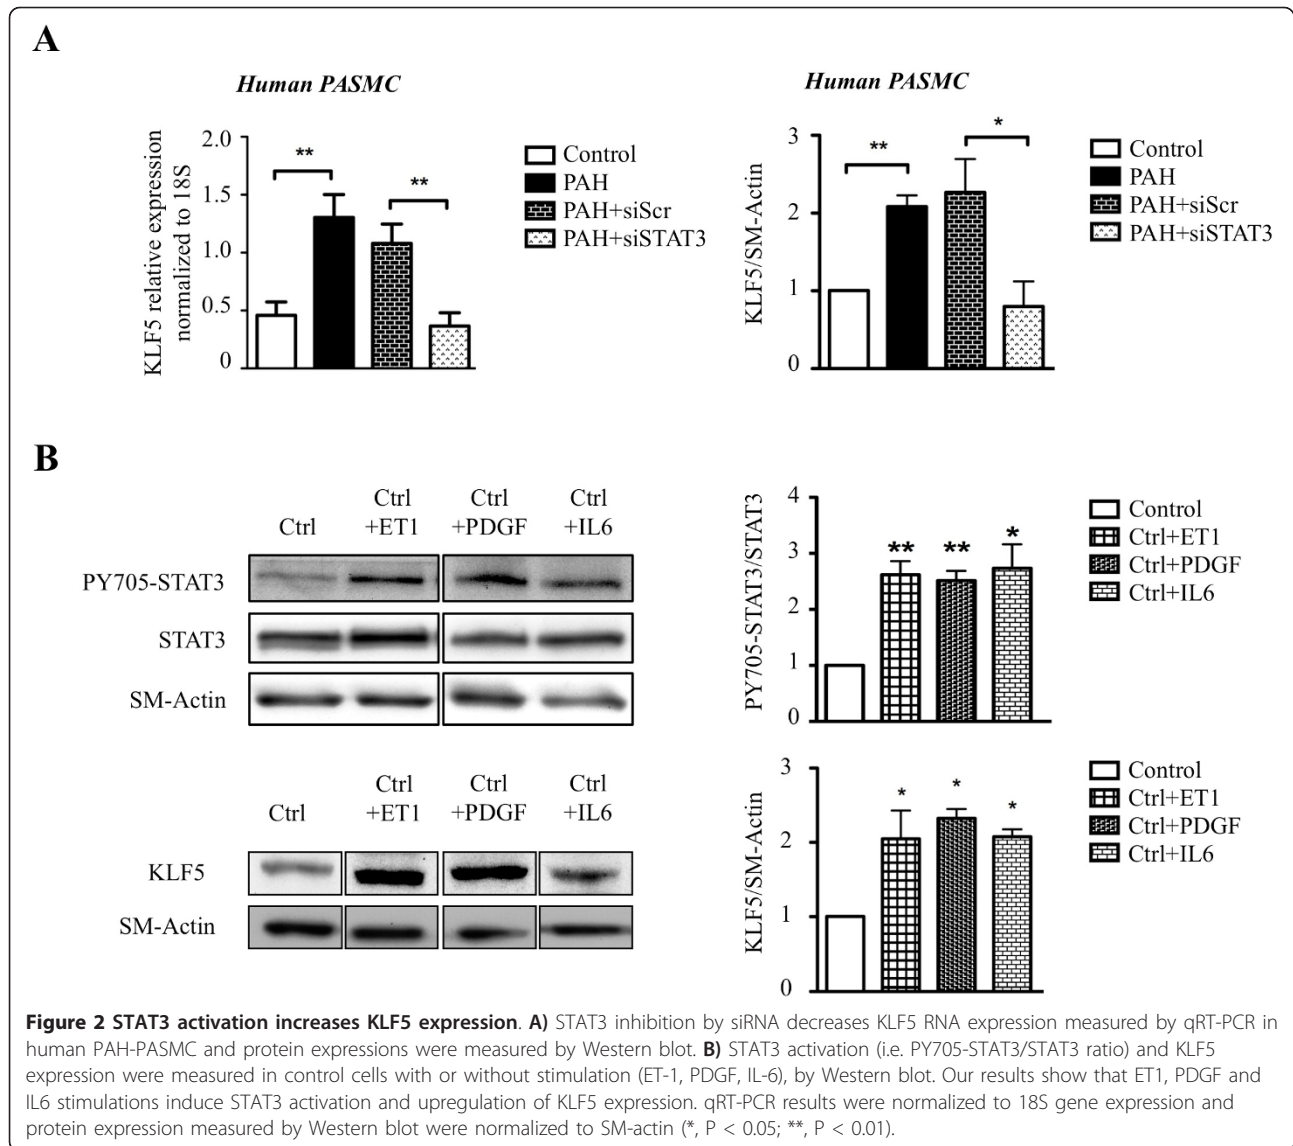 A
Human PASMC
KLF5 relative expression
normalized to 18S
2.0
1.5
1.0
0.5
0
**
**
Control
PAH
PAH+siScr
PAH+siSTAT3
Human PASMC
KLF5/SM-Actin
3
2
1
0
**
*
Control
PAH
PAH+siScr
PAH+siSTAT3
B
Ctrl
Ctrl
+ET1
Ctrl
+PDGF
Ctrl
+IL6
PY705-STAT3
STAT3
SM-Actin
PY705-STAT3/STAT3
4
3
2
1
0
**
**
*
Control
Ctrl+ET1
Ctrl+PDGF
Ctrl+IL6
Ctrl
Ctrl
+ET1
Ctrl
+PDGF
Ctrl
+IL6
KLF5
SM-Actin
KLF5/SM-Actin
3
2
1
0
*
*
*
Control
Ctrl+ET1
Ctrl+PDGF
Ctrl+IL6
Figure 2 STAT3 activation increases KLF5 expression. A) STAT3 inhibition by siRNA decreases KLF5 RNA expression measured by qRT-PCR in
human PAH-PASMC and protein expressions were measured by Western blot. B) STAT3 activation (i.e. PY705-STAT3/STAT3 ratio) and KLF5
expression were measured in control cells with or without stimulation (ET-1, PDGF, IL-6), by Western blot. Our results show that ET1, PDGF and
IL6 stimulations induce STAT3 activation and upregulation of KLF5 expression. qRT-PCR results were normalized to 18S gene expression and
protein expression measured by Western blot were normalized to SM-actin (*, P < 0.05; **, P < 0.01).